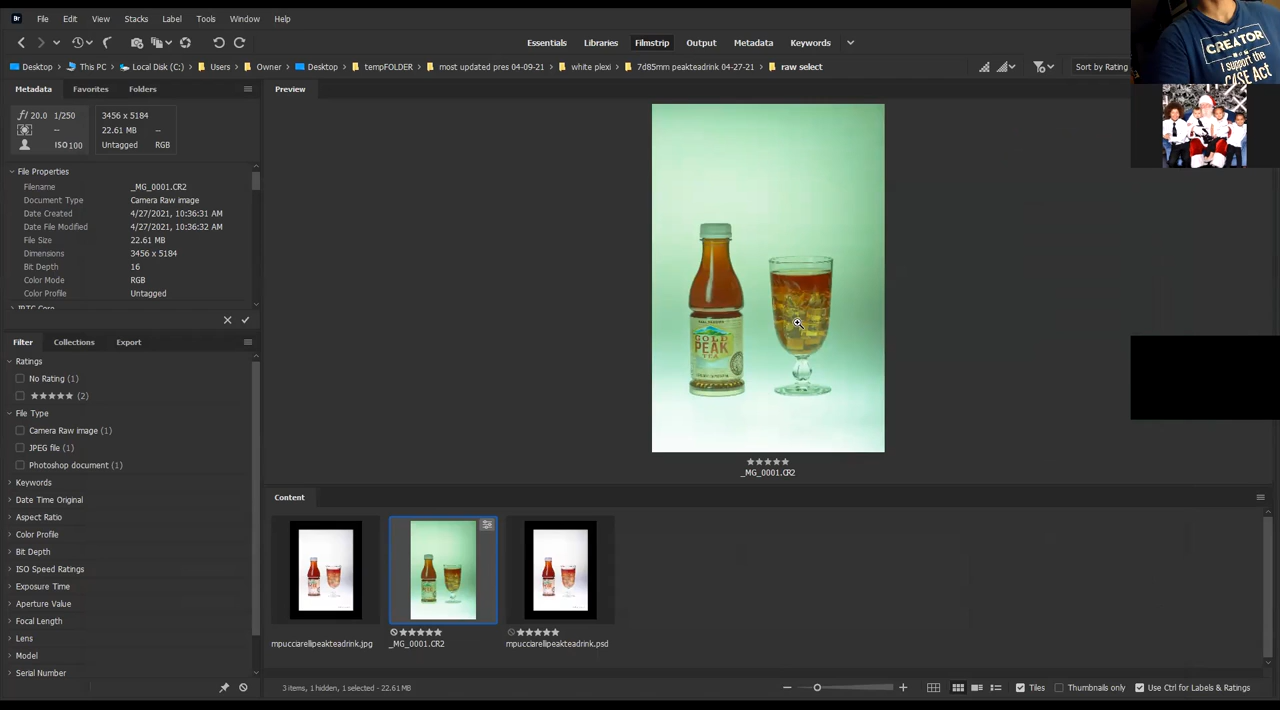 Br File Edit View Stacks Label Tools Window Help
Essentials Libraries Filmstrip Output Metadata Keywords
Desktop This PC Local Disk (C:) Users Owner Desktop tempFOLDER most updated pres 04-09-21 white plexi 7d85mm peakteadrink 04-27-21 raw select Sort by Rating
CREATOR
I support the
CASE ACT
Metadata Favorites Folders
Preview
f/ 20.0 1/250
--
ISO100
3456 x 5184
22.61 MB --
Untagged RGB
File Properties
Filename _MG_0001.CR2
Document Type Camera Raw image
Date Created 4/27/2021, 10:36:31 AM
Date File Modified 4/27/2021, 10:36:32 AM
File Size 22.61 MB
Dimensions 3456 x 5184
Bit Depth 16
Color Mode RGB
Color Profile Untagged
IPTC Core
GOLD
PEAK
TEA
_MG_0001.CR2
Filter Collections Export
Ratings
No Rating (1)
★★★★★ (2)
File Type
Camera Raw image (1)
JPEG file (1)
Photoshop document (1)
Keywords
Date Time Original
Aspect Ratio
Color Profile
Bit Depth
ISO Speed Ratings
Exposure Time
Aperture Value
Focal Length
Lens
Model
Serial Number
Content
mpucciarellipeakteadrink.jpg
_MG_0001.CR2
mpucciarellipeakteadrink.psd
3 items, 1 hidden, 1 selected - 22.61 MB
Tiles Thumbnails only Use Ctrl for Labels & Ratings